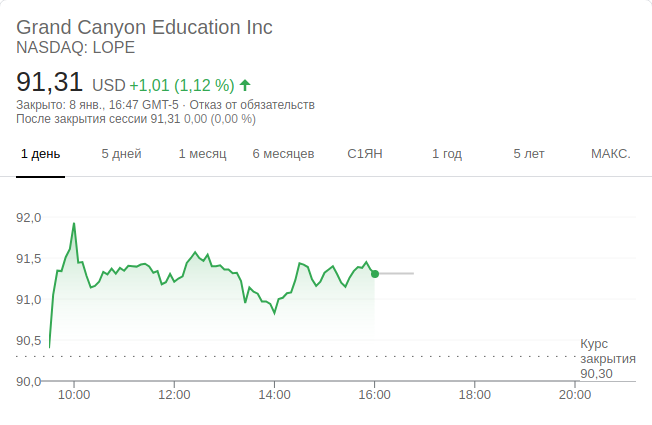 Grand Canyon Education Inc
NASDAQ: LOPE
91,31 USD +1,01 (1,12 %)
Закрыто: 8 янв., 16:47 GMT-5 · Отказ от обязательств
После закрытия сессии 91,31 0,00 (0,00 %)
1 день 5 дней 1 месяц 6 месяцев С1ЯН 1 год 5 лет МАКС.
92,0
91,5
91,0
90,5
Курс
закрытия
90,30
90,0
10:00 12:00 14:00 16:00 18:00 20:00